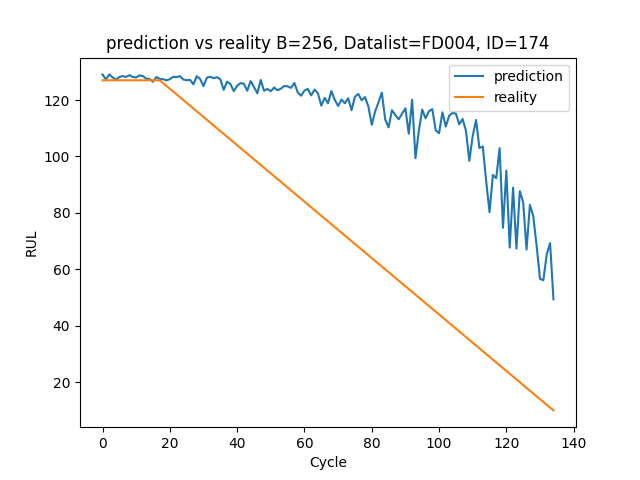 prediction vs reality B=256, Datalist=FD004, ID=174
prediction
reality
RUL
120
100
80
60
40
20
0 20 40 60 80 100 120 140
Cycle